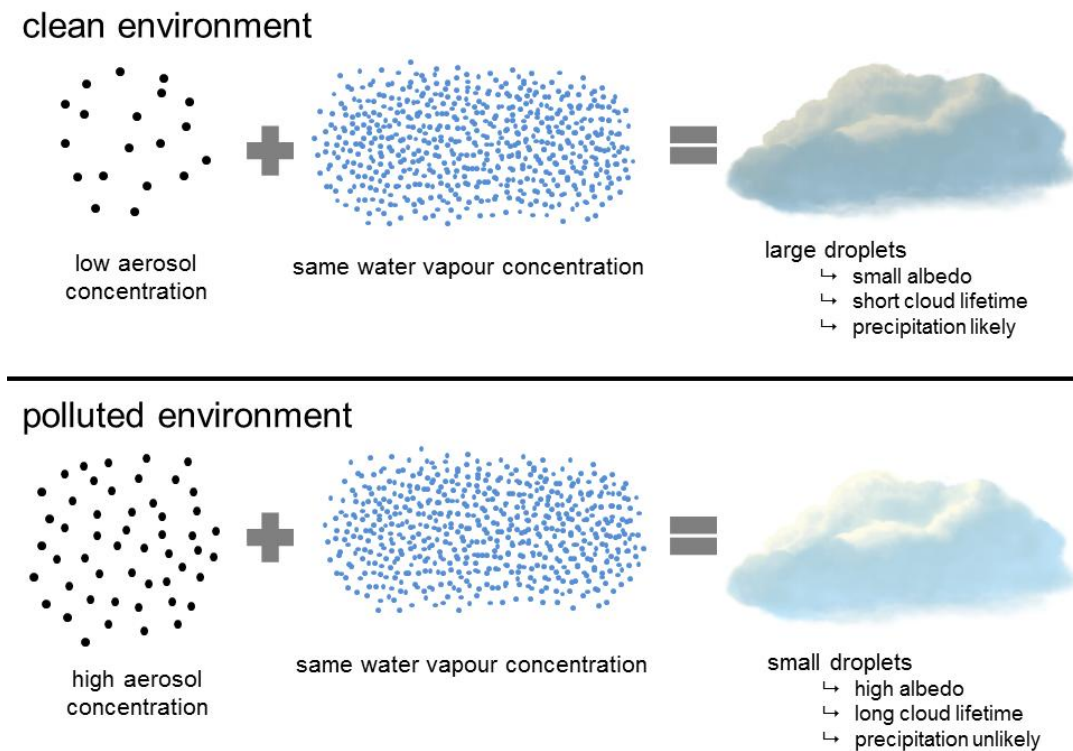 clean environment
low aerosol
concentration
same water vapour concentration
large droplets
↳ small albedo
↳ short cloud lifetime
↳ precipitation likely
polluted environment
high aerosol
concentration
same water vapour concentration
small droplets
↳ high albedo
↳ long cloud lifetime
↳ precipitation unlikely